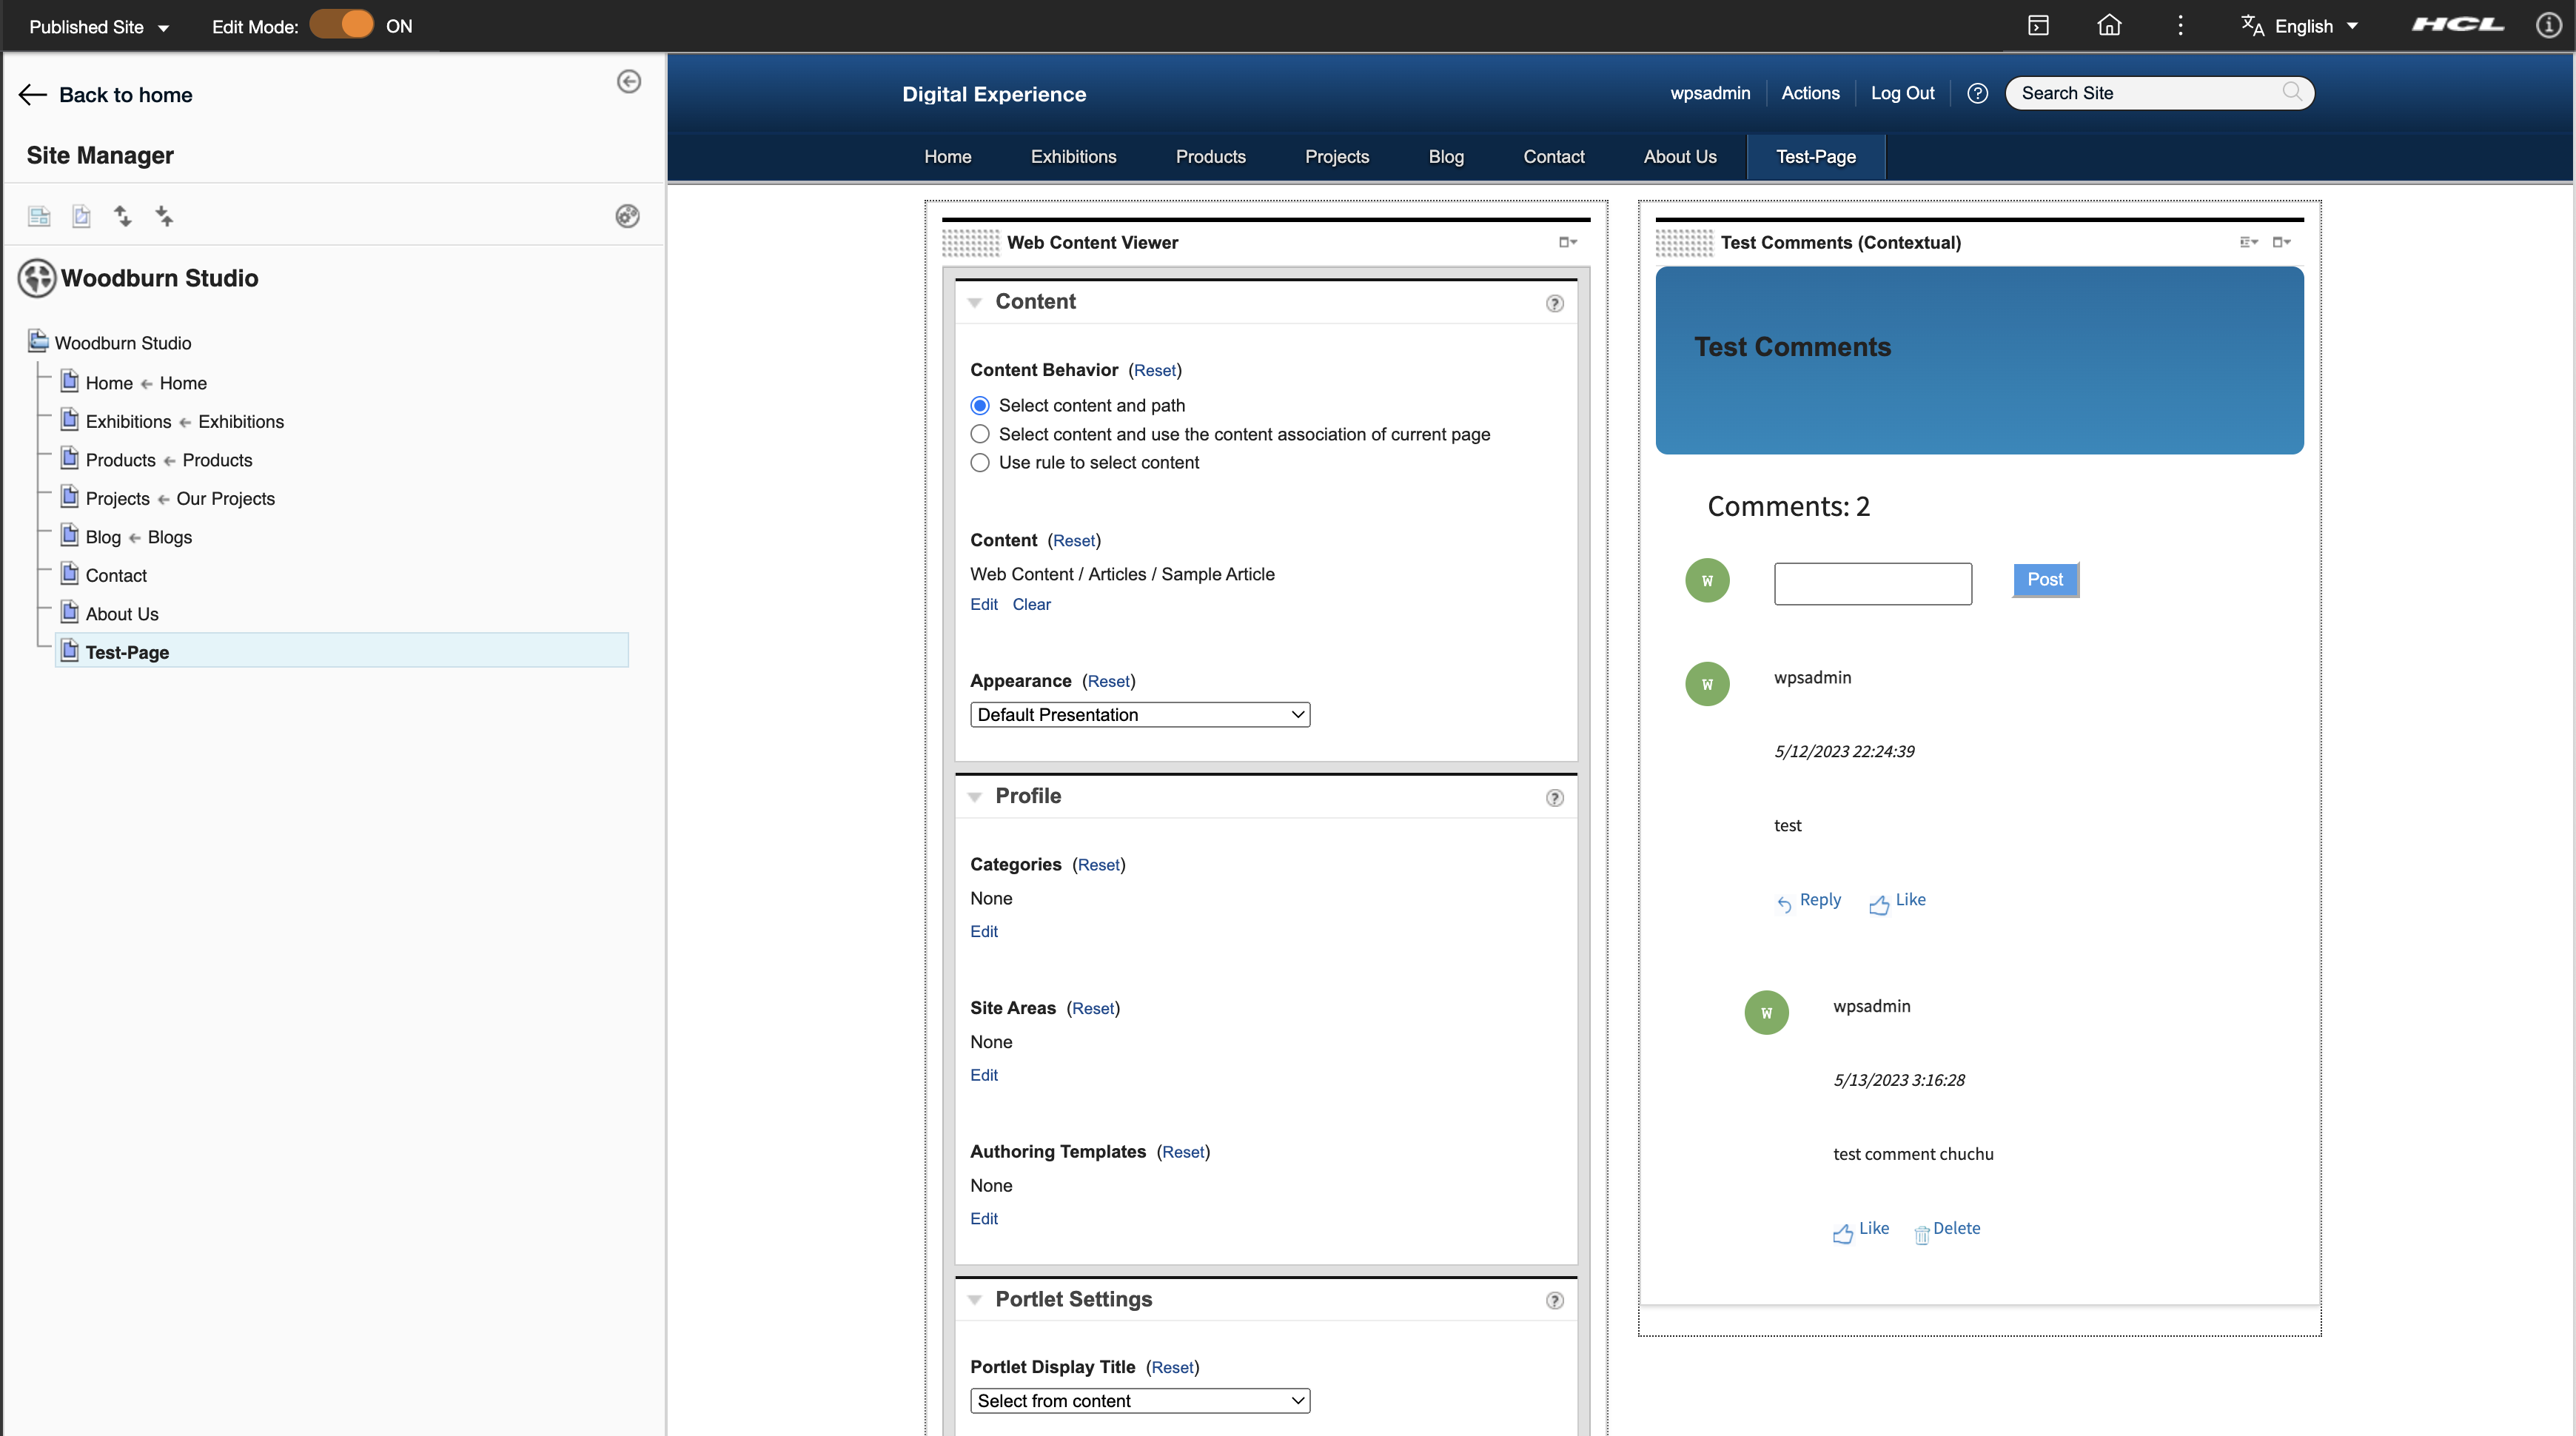 Published Site
Edit Mode: ON
English
HCL
Back to home
Site Manager
Woodburn Studio
Woodburn Studio
Home ← Home
Exhibitions ← Exhibitions
Products ← Products
Projects ← Our Projects
Blog ← Blogs
Contact
About Us
Test-Page
Digital Experience
wpsadmin Actions Log Out ? Search Site
Home Exhibitions Products Projects Blog Contact About Us Test-Page
Web Content Viewer
Content ?
Content Behavior (Reset)
Select content and path
Select content and use the content association of current page
Use rule to select content
Content (Reset)
Web Content / Articles / Sample Article
Edit Clear
Appearance (Reset)
Default Presentation
Profile ?
Categories (Reset)
None
Edit
Site Areas (Reset)
None
Edit
Authoring Templates (Reset)
None
Edit
Portlet Settings ?
Portlet Display Title (Reset)
Select from content
Test Comments (Contextual)
Test Comments
Comments: 2
W Post
W wpsadmin
5/12/2023 22:24:39
test
Reply Like
W wpsadmin
5/13/2023 3:16:28
test comment chuchu
Like Delete